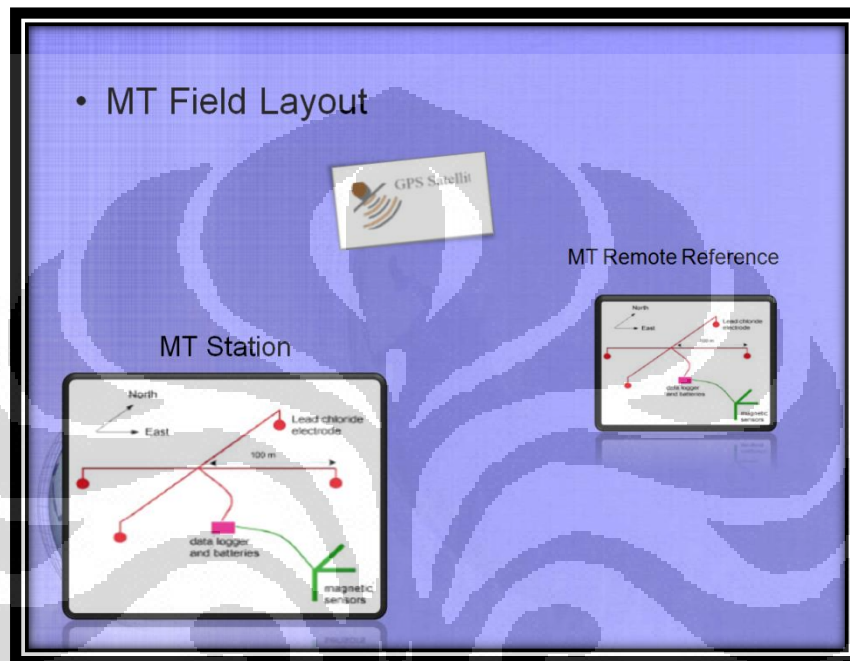 • MT Field Layout
GPS Satellit
MT Remote Reference
North
East
Lead chloride
electrode
100 m
data logger
and batteries
magnetic
sensors
MT Station
North
East
Lead chloride
electrode
100 m
data logger
and batteries
magnetic
sensors